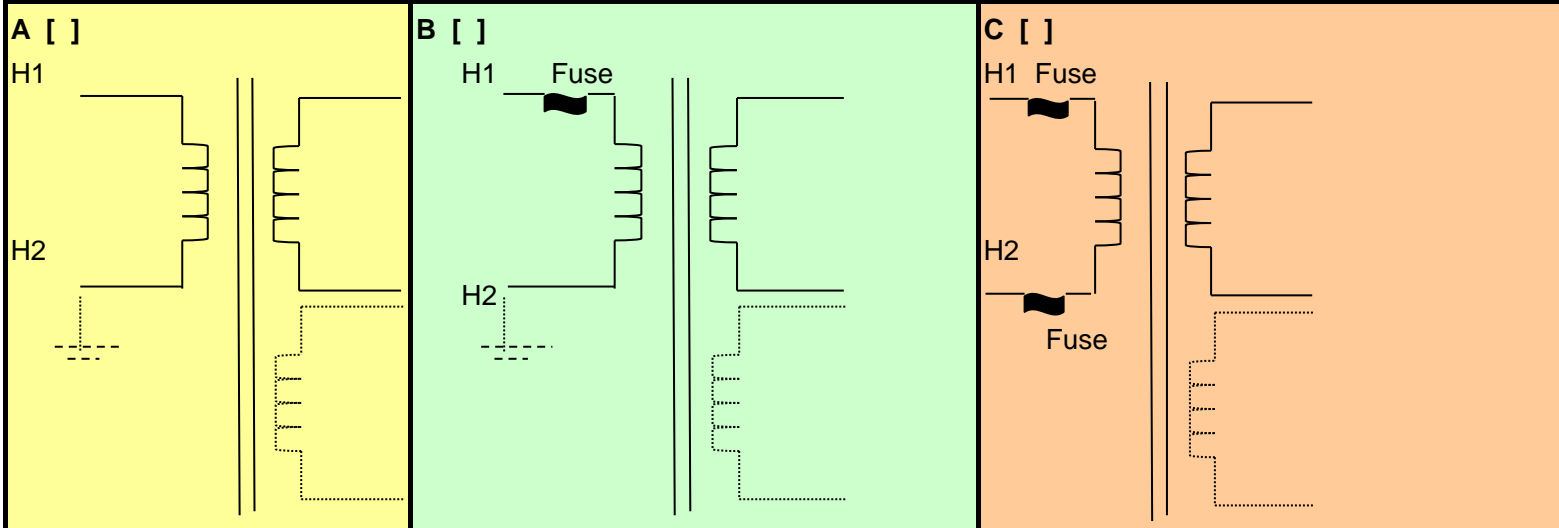 A [ ]
H1
H2
B [ ]
H1 Fuse
H2
C [ ]
H1 Fuse
H2
Fuse